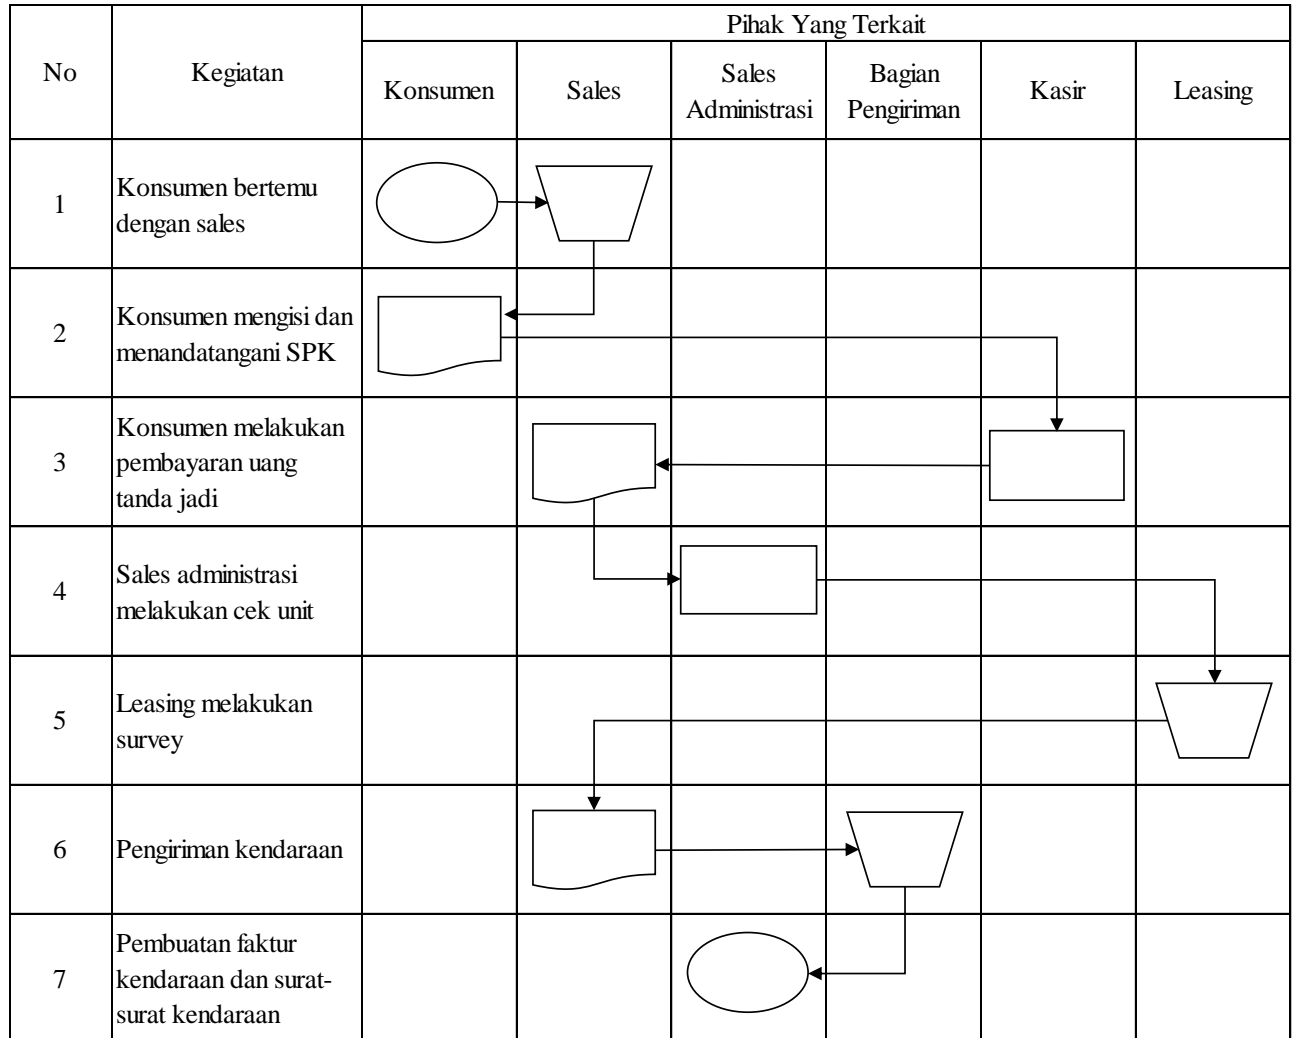 Pihak Yang Terkait
No
Kegiatan
Konsumen
Sales
Sales
Administrasi
Bagian
Pengiriman
Kasir
Leasing
1
Konsumen bertemu
dengan sales
2
Konsumen mengisi dan
menandatangani SPK
3
Konsumen melakukan
pembayaran uang
tanda jadi
4
Sales administrasi
melakukan cek unit
5
Leasing melakukan
survey
6
Pengiriman kendaraan
7
Pembuatan faktur
kendaraan dan surat-
surat kendaraan